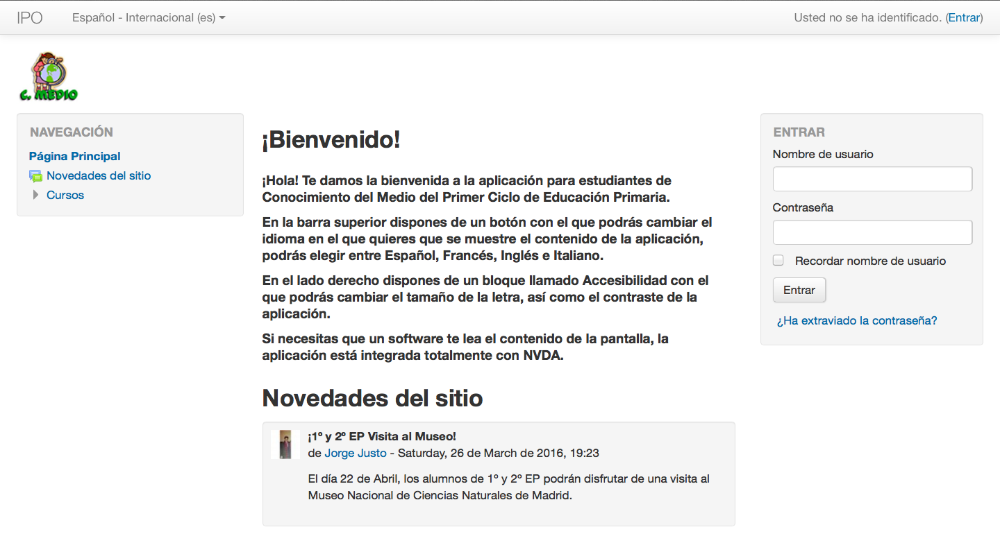 IPO
Español - Internacional (es)
Usted no se ha identificado. (Entrar)
C. MEDIO
NAVEGACIÓN
Página Principal
Novedades del sitio
Cursos
¡Bienvenido!
¡Hola! Te damos la bienvenida a la aplicación para estudiantes de
Conocimiento del Medio del Primer Ciclo de Educación Primaria.
En la barra superior dispones de un botón con el que podrás cambiar el
idioma en el que quieres que se muestre el contenido de la aplicación,
podrás elegir entre Español, Francés, Inglés e Italiano.
En el lado derecho dispones de un bloque llamado Accesibilidad con el
que podrás cambiar el tamaño de la letra, así como el contraste de la
aplicación.
Si necesitas que un software te lea el contenido de la pantalla, la
aplicación está integrada totalmente con NVDA.
Novedades del sitio
¡1º y 2º EP Visita al Museo!
de Jorge Justo - Saturday, 26 de March de 2016, 19:23
El día 22 de Abril, los alumnos de 1º y 2º EP podrán disfrutar de una visita al
Museo Nacional de Ciencias Naturales de Madrid.
ENTRAR
Nombre de usuario
Contraseña
Recordar nombre de usuario
Entrar
¿Ha extraviado la contraseña?